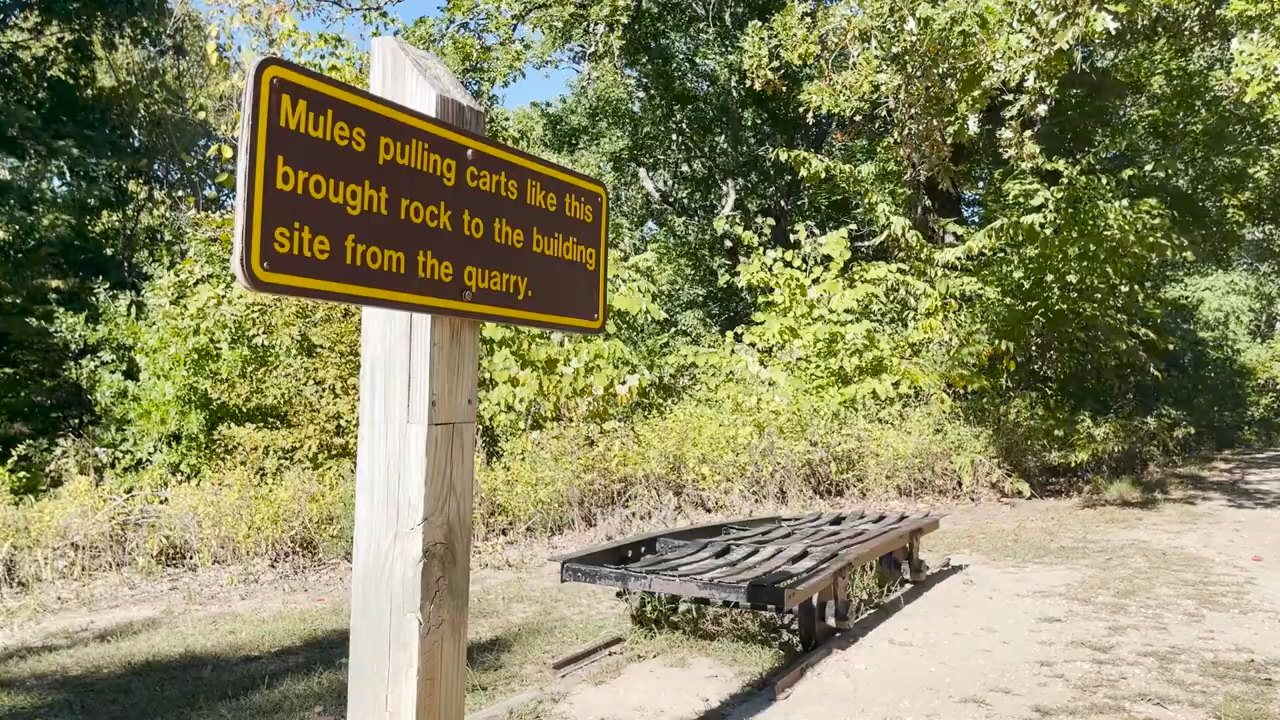 Mules pulling carts like this
brought rock to the building
site from the quarry.